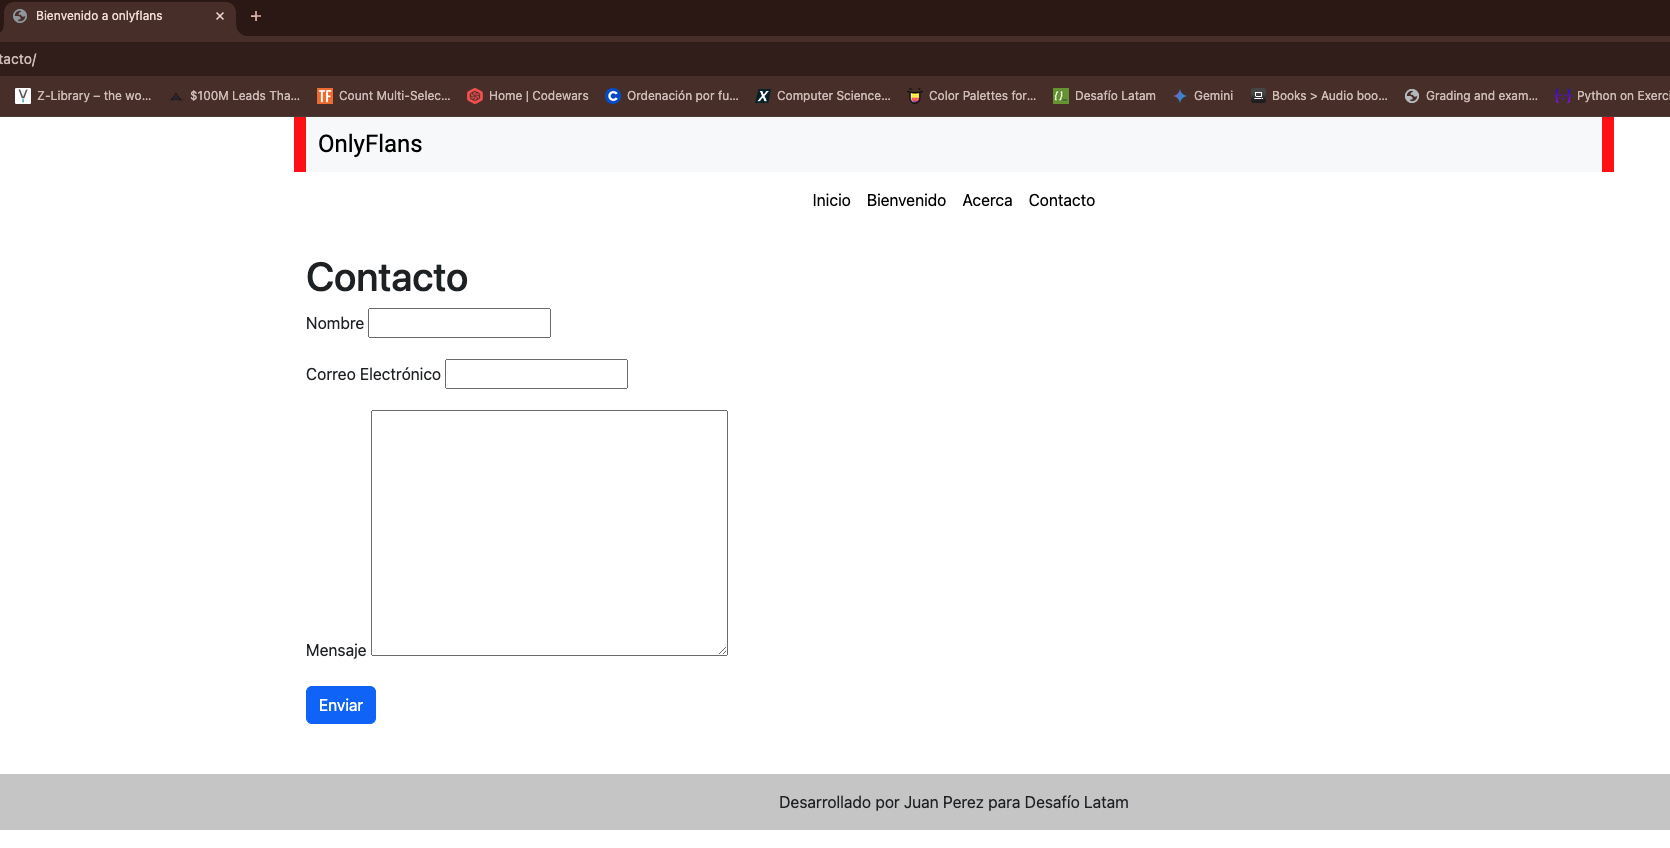 Bienvenido a onlyflans
tacto/
Z-Library – the wo... $100M Leads Tha... Count Multi-Selec... Home | Codewars Ordenación por fu... Computer Science... Color Palettes for... Desafío Latam Gemini Books > Audio boo... Grading and exam... Python on Exerci
OnlyFlans
Inicio Bienvenido Acerca Contacto
Contacto
Nombre
Correo Electrónico
Mensaje
Enviar
Desarrollado por Juan Perez para Desafío Latam